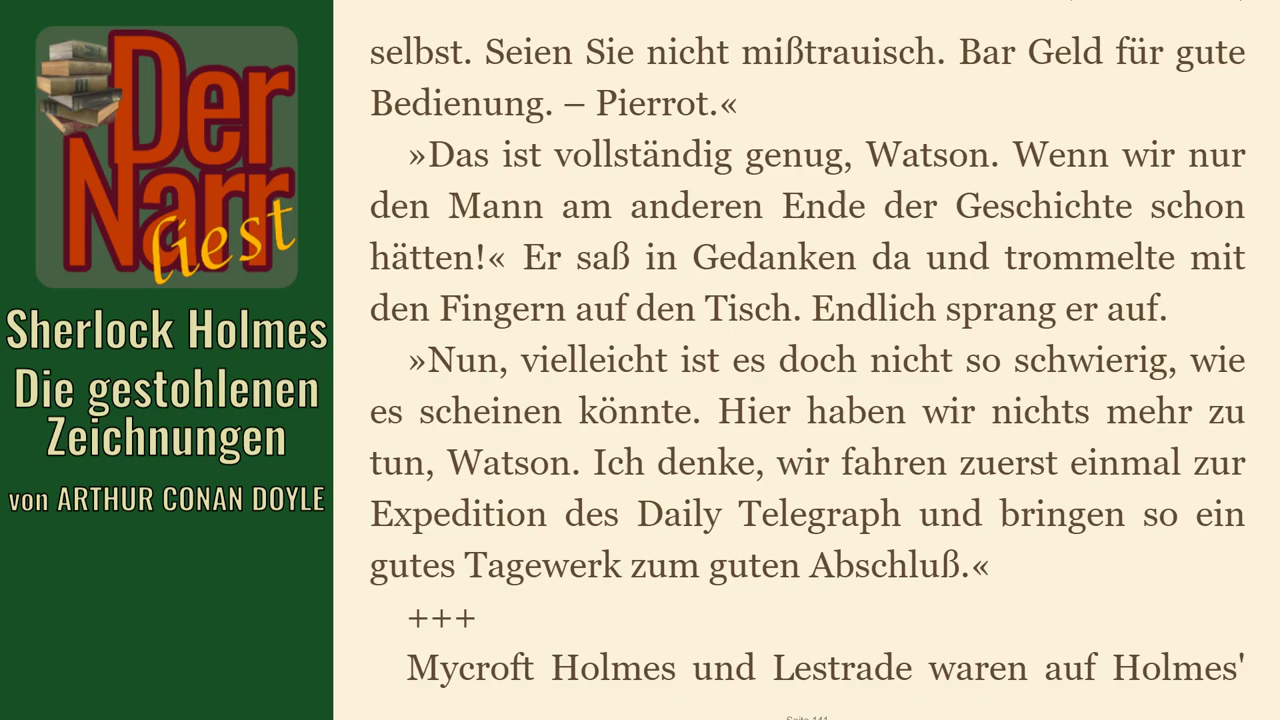 Der
Narr
liest
Sherlock Holmes
Die gestohlenen
Zeichnungen
von ARTHUR CONAN DOYLE
selbst. Seien Sie nicht mißtrauisch. Bar Geld für gute
Bedienung. – Pierrot.«
»Das ist vollständig genug, Watson. Wenn wir nur
den Mann am anderen Ende der Geschichte schon
hätten!« Er saß in Gedanken da und trommelte mit
den Fingern auf den Tisch. Endlich sprang er auf.
»Nun, vielleicht ist es doch nicht so schwierig, wie
es scheinen könnte. Hier haben wir nichts mehr zu
tun, Watson. Ich denke, wir fahren zuerst einmal zur
Expedition des Daily Telegraph und bringen so ein
gutes Tagewerk zum guten Abschluß.«
+++
Mycroft Holmes und Lestrade waren auf Holmes'